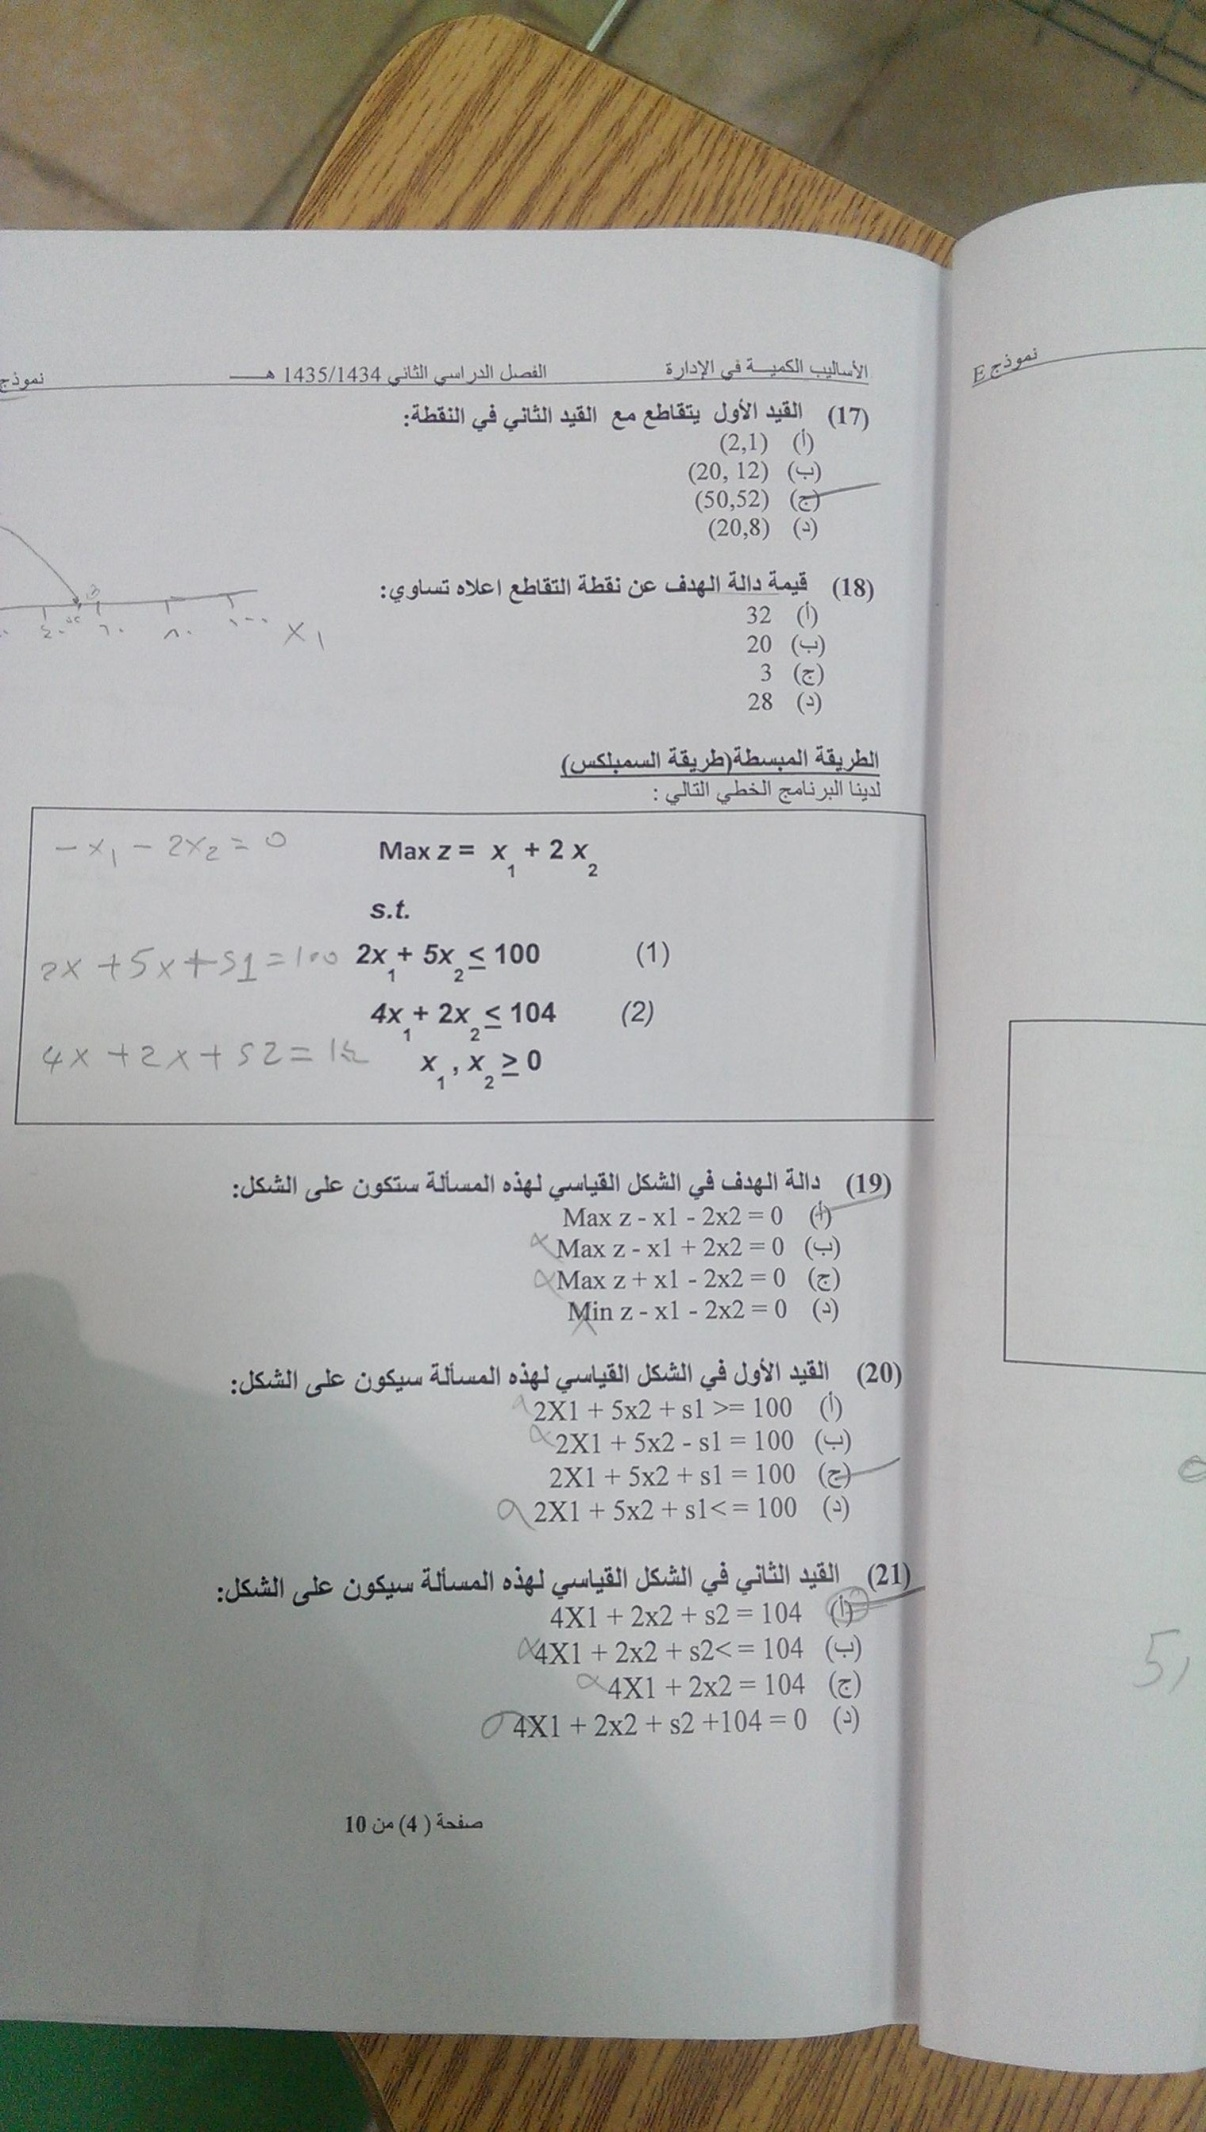 الأساليب الكميـــة في الإدارة الفصل الدراسي الثاني 1435/1434 هـــ نموذج
نموذج E
(17) القيد الأول يتقاطع مع القيد الثاني في النقطة:
(أ) (2,1)
(ب) (20, 12)
(ج) (50,52)
(د) (20,8)
(18) قيمة دالة الهدف عن نقطة التقاطع اعلاه تساوي:
(أ) 32
(ب) 20
(ج) 3
(د) 28
٦٠ ٨٠ ١٠٠ X1
الطريقة المبسطة(طريقة السمبلكس)
لدينا البرنامج الخطي التالي :
-x1 - 2x2 = 0 Max z = x1 + 2 x2
s.t.
2x + 5x + S1 = 100 2x1 + 5x2 ≤ 100 (1)
4x1 + 2x2 ≤ 104 (2)
4x + 2x + S2 =
x1 , x2 ≥ 0
(19) دالة الهدف في الشكل القياسي لهذه المسألة ستكون على الشكل:
(أ) Max z - x1 - 2x2 = 0
(ب) Max z - x1 + 2x2 = 0
(ج) Max z + x1 - 2x2 = 0
(د) Min z - x1 - 2x2 = 0
(20) القيد الأول في الشكل القياسي لهذه المسألة سيكون على الشكل:
(أ) 2X1 + 5x2 + s1 >= 100
(ب) 2X1 + 5x2 - s1 = 100
(ج) 2X1 + 5x2 + s1 = 100
(د) 2X1 + 5x2 + s1< = 100
(21) القيد الثاني في الشكل القياسي لهذه المسألة سيكون على الشكل:
(أ) 4X1 + 2x2 + s2 = 104
(ب) 4X1 + 2x2 + s2< = 104
(ج) 4X1 + 2x2 = 104
(د) 4X1 + 2x2 + s2 +104 = 0
صفحة ( 4) من 10